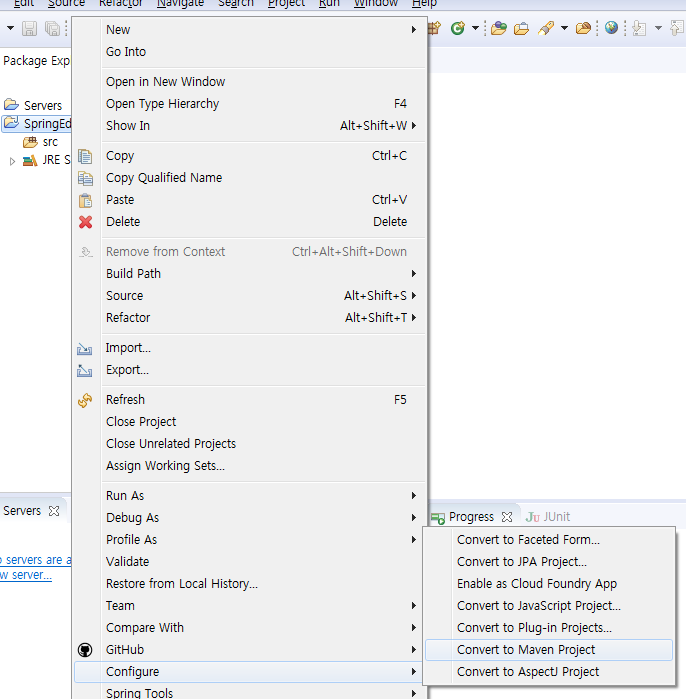 Edit Source Refactor Navigate Search Project Run Window Help
Package Exp
Servers
SpringEd
src
JRE S
New
Go Into
Open in New Window
Open Type Hierarchy F4
Show In Alt+Shift+W
Copy Ctrl+C
Copy Qualified Name
Paste Ctrl+V
Delete Delete
Remove from Context Ctrl+Alt+Shift+Down
Build Path
Source Alt+Shift+S
Refactor Alt+Shift+T
Import...
Export...
Refresh F5
Close Project
Close Unrelated Projects
Assign Working Sets...
Run As
Debug As
Profile As
Validate
Restore from Local History...
Team
Compare With
GitHub
Configure
Spring Tools
Servers
servers are a
w server...
Progress JU JUnit
Convert to Faceted Form...
Convert to JPA Project...
Enable as Cloud Foundry App
Convert to JavaScript Project...
Convert to Plug-in Projects...
Convert to Maven Project
Convert to AspectJ Project